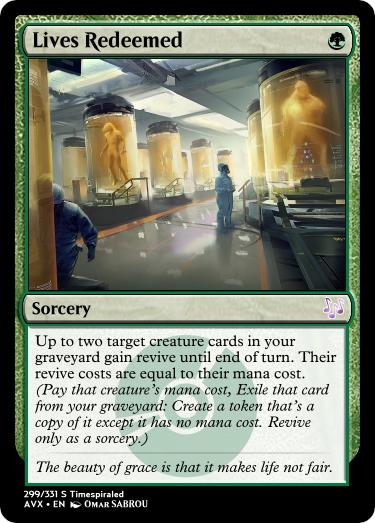 Lives Redeemed
Sorcery
Up to two target creature cards in your
graveyard gain revive until end of turn. Their
revive costs are equal to their mana cost.
(Pay that creature's mana cost, Exile that card
from your graveyard: Create a token that's a
copy of it except it has no mana cost. Revive
only as a sorcery.)
The beauty of grace is that it makes life not fair.
299/331 S Timespiraled
AVX • EN Omar SABROU